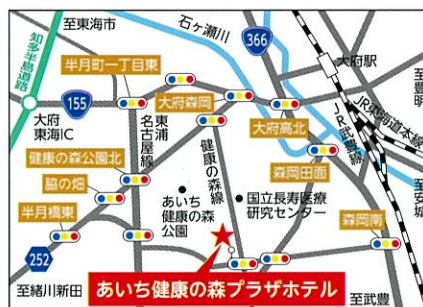 至東海市
石ヶ瀬川
366
大府駅
知多半島道路
半月町一丁目東
至豊明
155
大府森岡
JR東海道本線
大府
東海IC
東浦
名古屋線
大府高北
JR武豊線
健康の森公園北
健康の森線
森岡田面
至安城
脇の畑
あいち
健康の森
公園
国立長寿医療
研究センター
半月橋東
森岡南
252
あいち健康の森プラザホテル
至緒川新田
至武豊